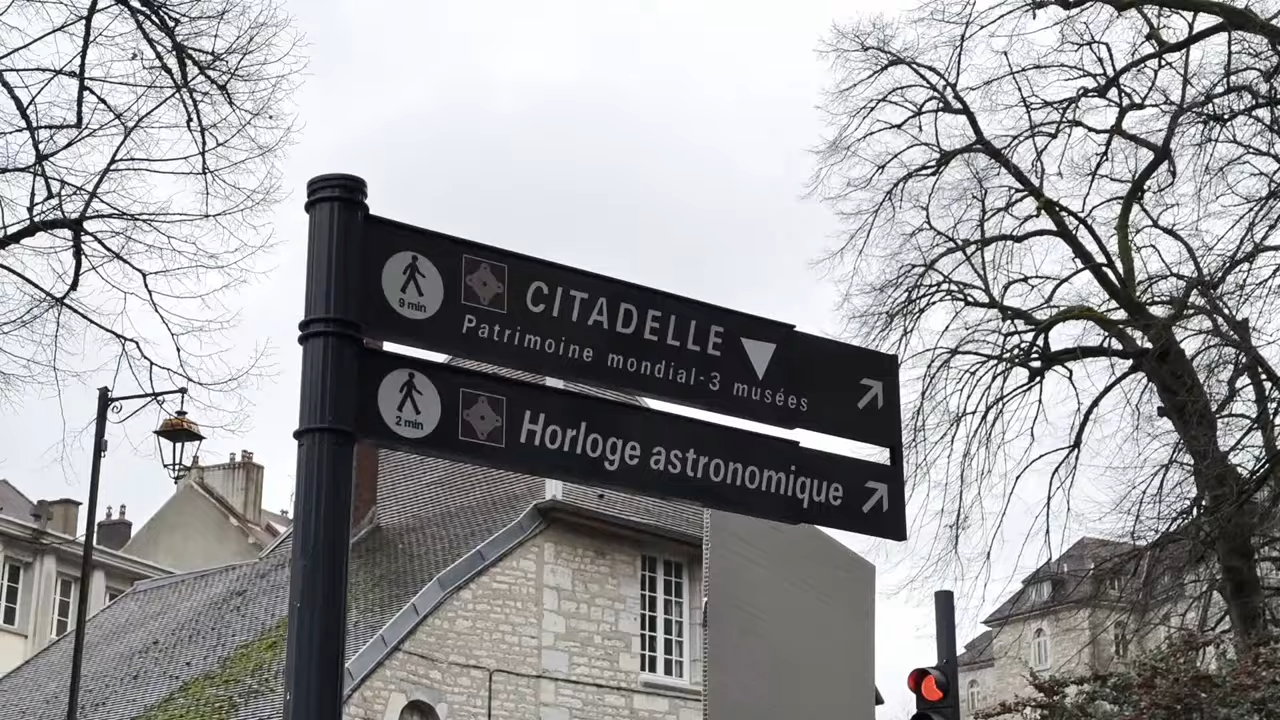 9 min
CITADELLE
Patrimoine mondial-3 musées
2 min
Horloge astronomique